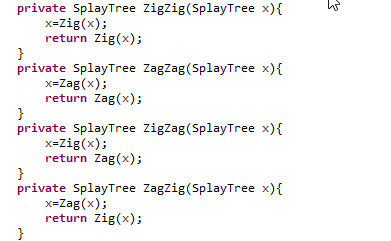 private SplayTree ZigZig(SplayTree x){
x=Zig(x);
return Zig(x);
}
private SplayTree ZagZag(SplayTree x){
x=Zag(x);
return Zag(x);
}
private SplayTree ZigZag(SplayTree x){
x=Zig(x);
return Zag(x);
}
private SplayTree ZagZig(SplayTree x){
x=Zag(x);
return Zig(x);
}